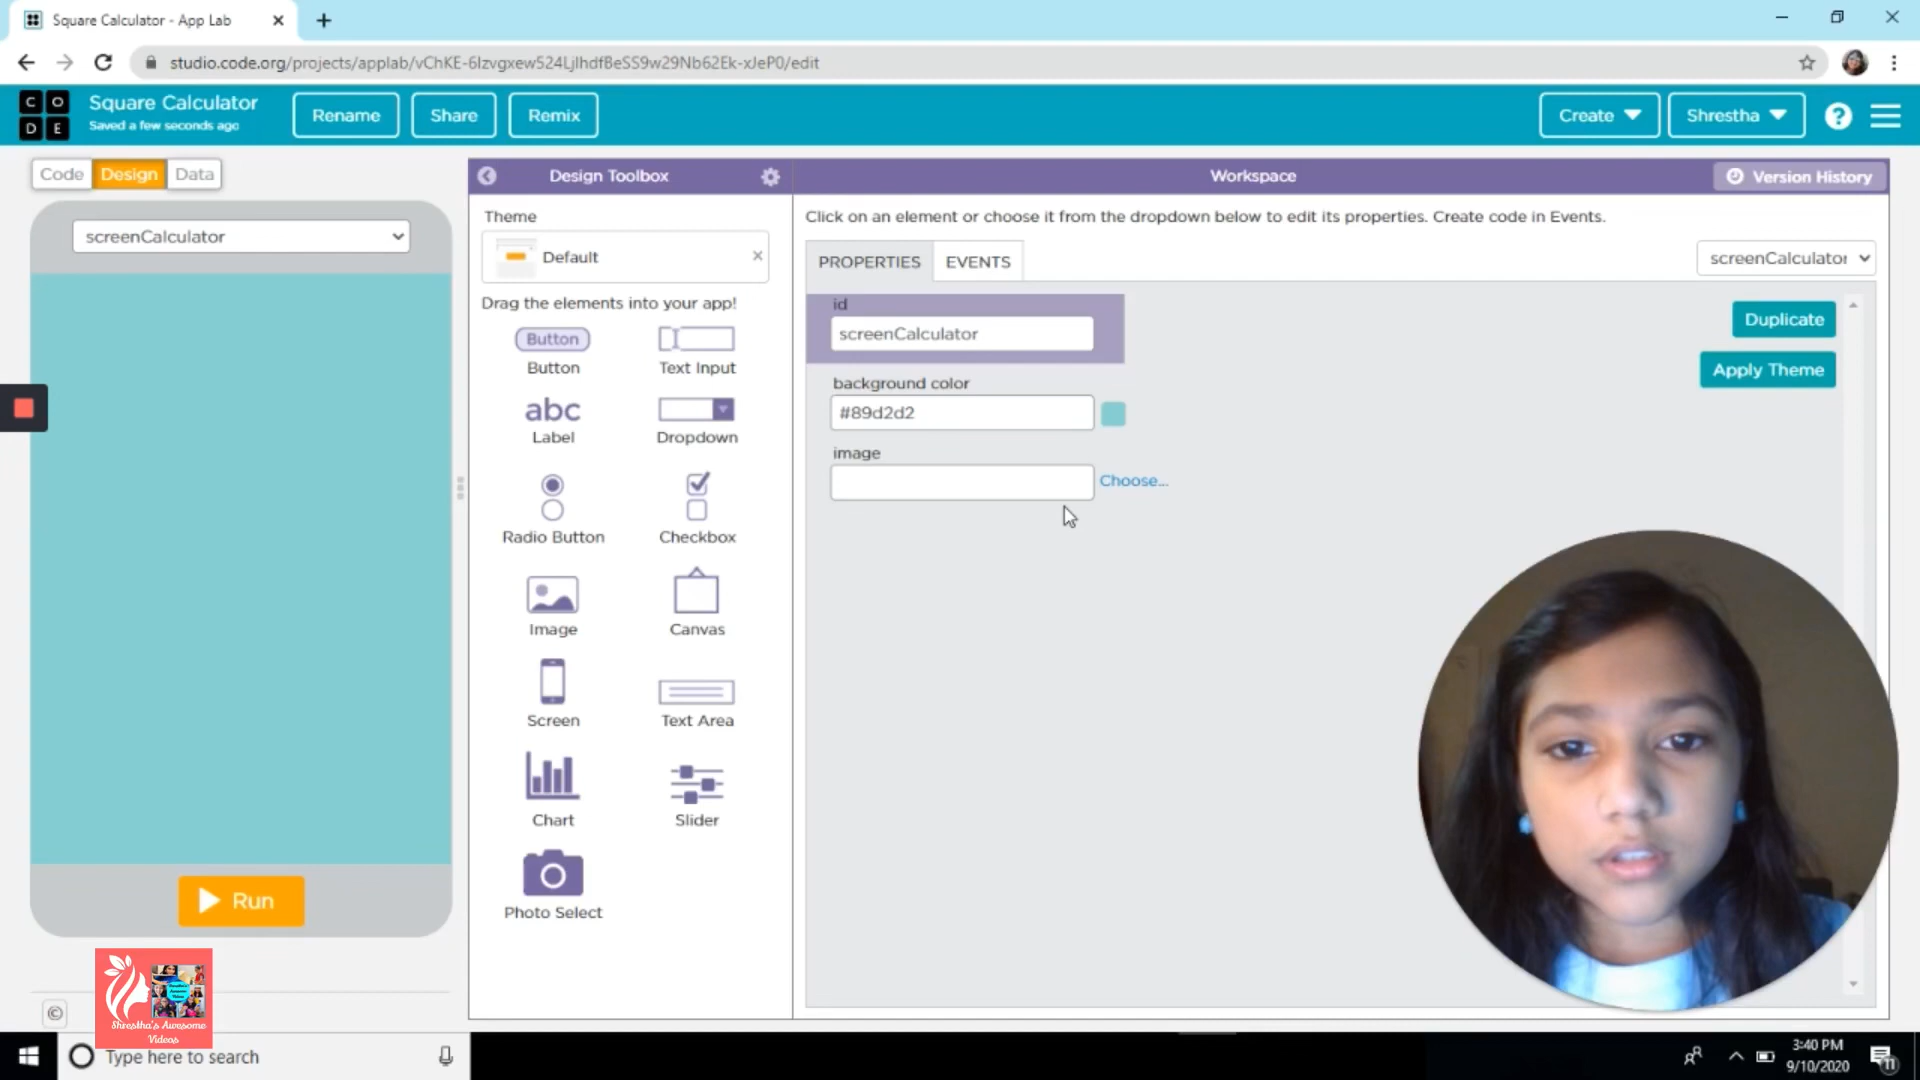 Square Calculator - App Lab
studio.code.org/projects/applab/vChKE-6Izvgxew524LjlhdfBeSS9w29Nb62Ek-xJeP0/edit
C O
D E
Square Calculator
Saved a few seconds ago
Rename
Share
Remix
Create
Shrestha
?
Code
Design
Data
Design Toolbox
Workspace
Version History
screenCalculator
Theme
Default
Drag the elements into your app!
Button
Button
Text Input
abc
Label
Dropdown
Radio Button
Checkbox
Image
Canvas
Screen
Text Area
Chart
Slider
Photo Select
Click on an element or choose it from the dropdown below to edit its properties. Create code in Events.
PROPERTIES
EVENTS
screenCalculator
id
screenCalculator
Duplicate
Apply Theme
background color
#89d2d2
image
Choose...
Run
©
Shrestha's Awesome
Videos
Type here to search
3:40 PM
9/10/2020
11